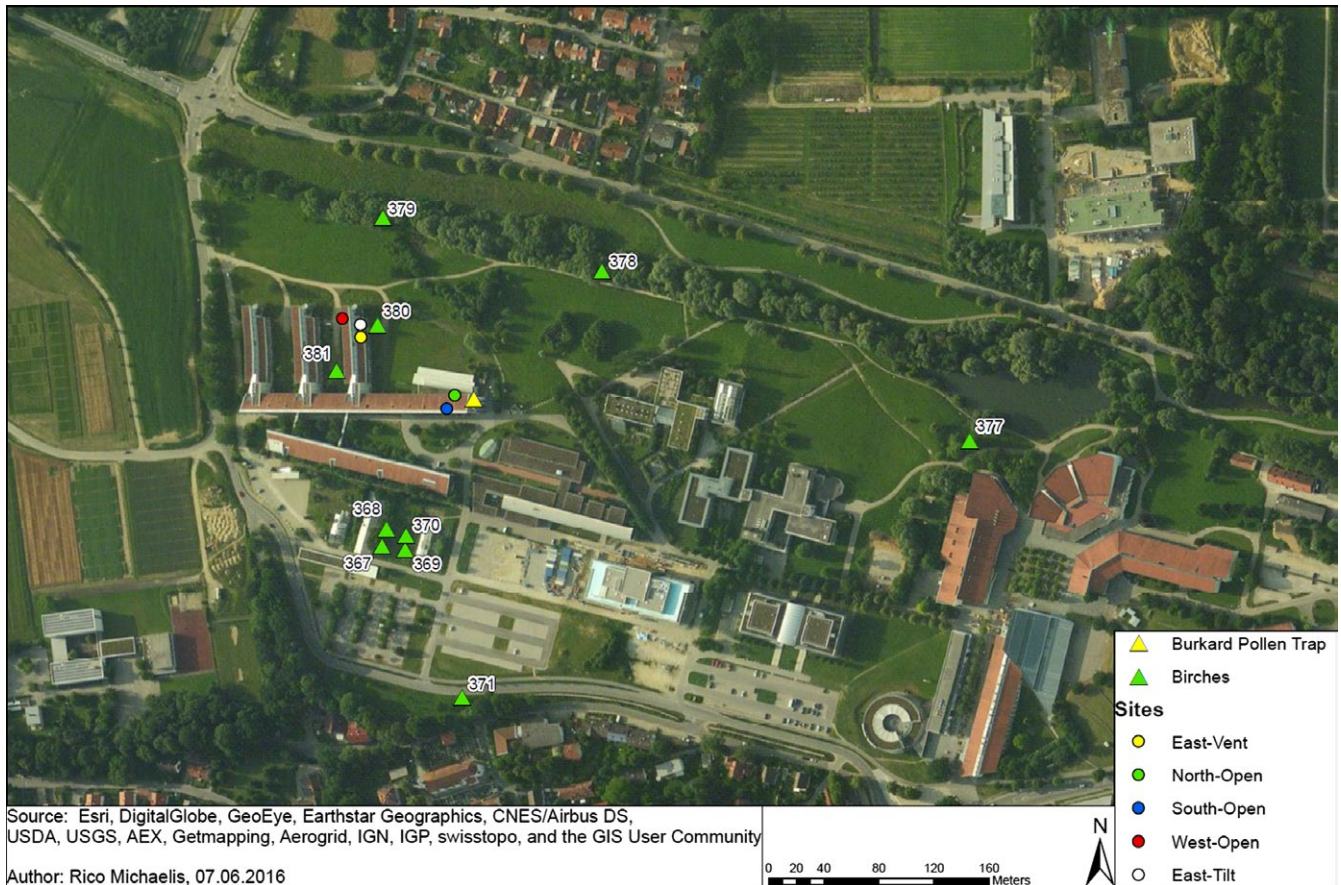 379
378
380
381
377
368
370
367
369
371
Burkard Pollen Trap
Birches
Sites
East-Vent
North-Open
South-Open
West-Open
East-Tilt
Source: Esri, DigitalGlobe, GeoEye, Earthstar Geographics, CNES/Airbus DS,
USDA, USGS, AEX, Getmapping, Aerogrid, IGN, IGP, swisstopo, and the GIS User Community
Author: Rico Michaelis, 07.06.2016
N
0 20 40 80 120 160
Meters